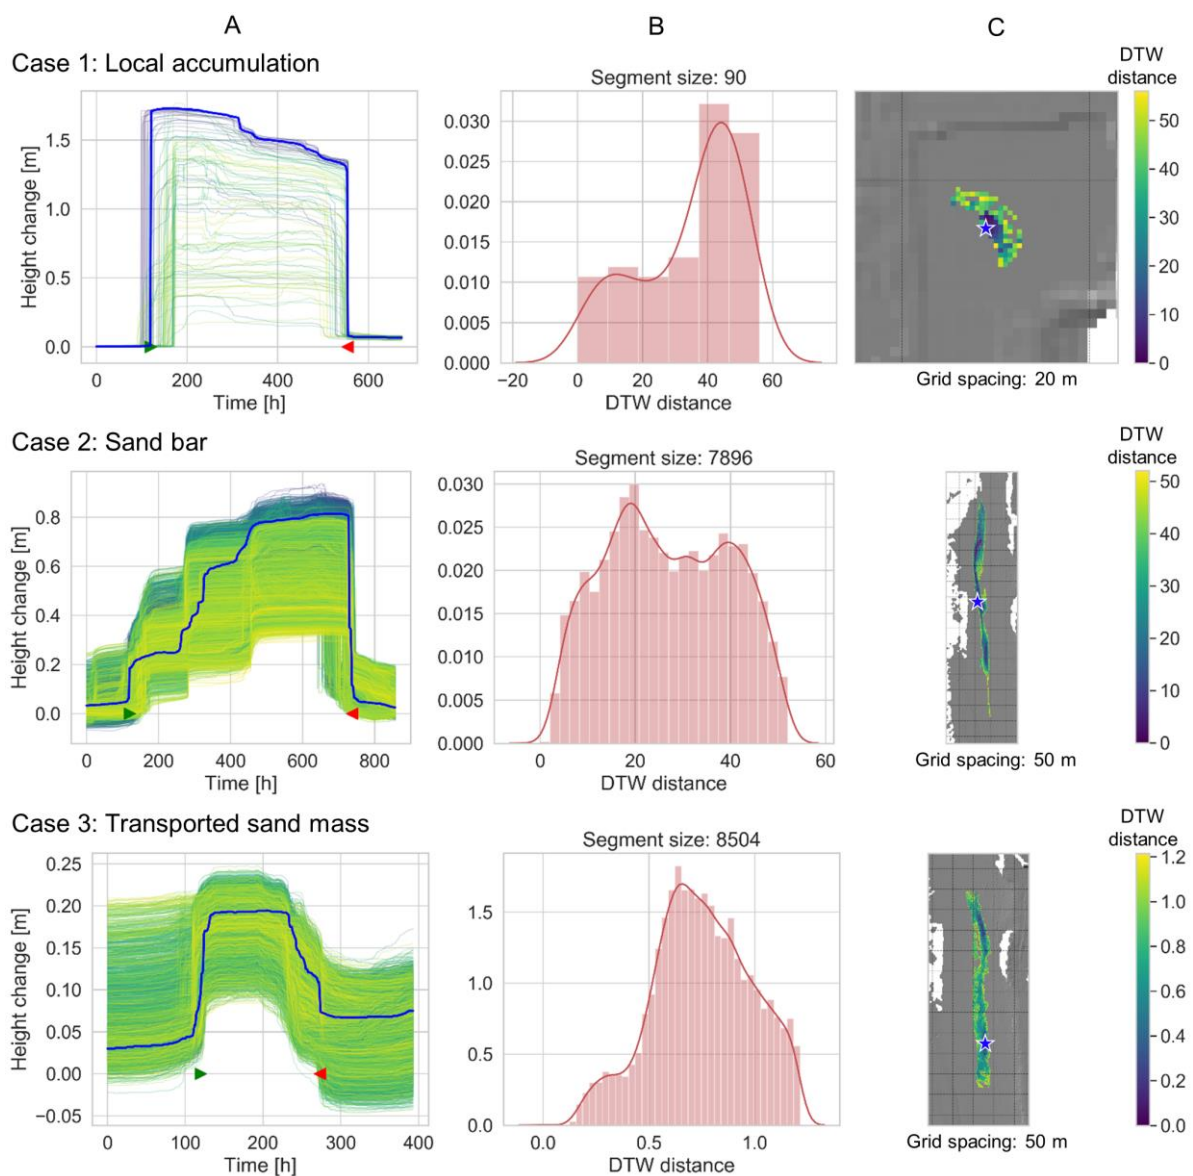 A
B
C
Case 1: Local accumulation
Segment size: 90
DTW
distance
Height change [m]
1.5
1.0
0.5
0.0
0
200
400
600
Time [h]
0.030
0.025
0.020
0.015
0.010
0.005
0.000
−20
0
20
40
60
DTW distance
50
40
30
20
10
0
Grid spacing: 20 m
Case 2: Sand bar
Segment size: 7896
DTW
distance
Height change [m]
0.8
0.6
0.4
0.2
0.0
0
200
400
600
800
Time [h]
0.030
0.025
0.020
0.015
0.010
0.005
0.000
0
20
40
60
DTW distance
50
40
30
20
10
0
Grid spacing: 50 m
Case 3: Transported sand mass
Segment size: 8504
DTW
distance
Height change [m]
0.25
0.20
0.15
0.10
0.05
0.00
−0.05
0
100
200
300
400
Time [h]
1.5
1.0
0.5
0.0
0.0
0.5
1.0
DTW distance
1.2
1.0
0.8
0.6
0.4
0.2
0.0
Grid spacing: 50 m